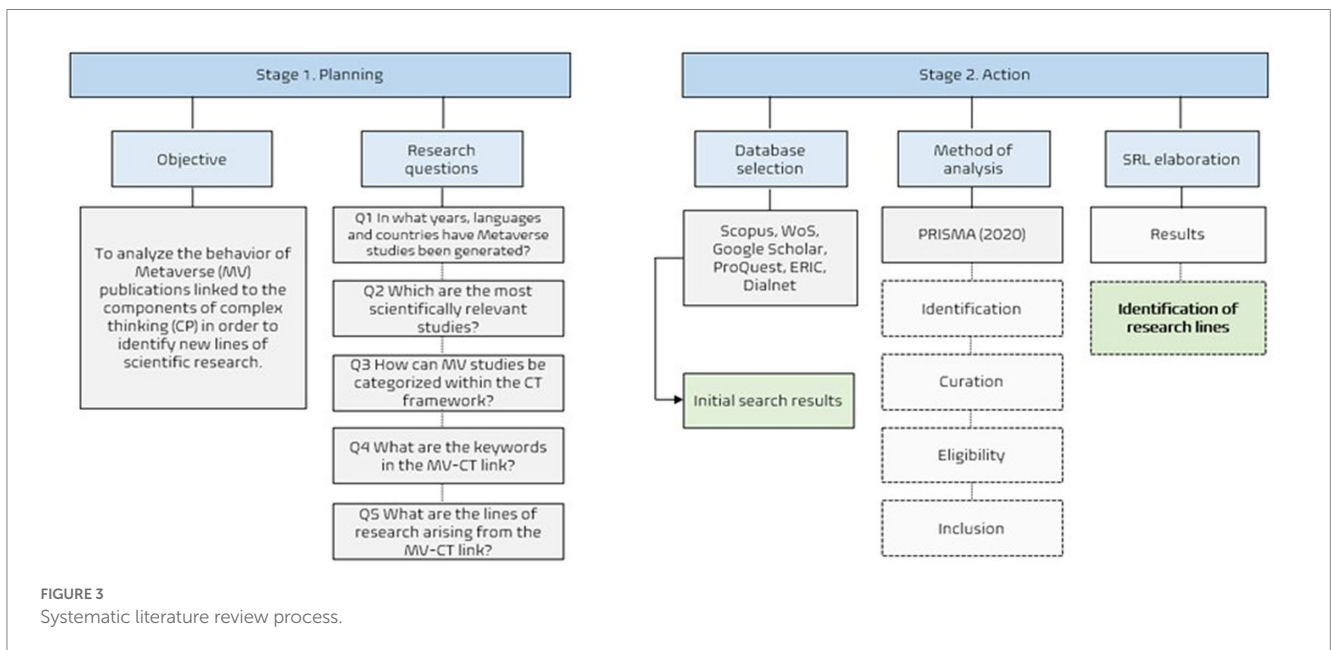 Stage 1. Planning
Objective
To analyze the behavior of
Metaverse (MV)
publications linked to the
components of complex
thinking (CP) in order to
identify new lines of
scientific research.
Research
questions
Q1 In what years, languages
and countries have Metaverse
studies been generated?
Q2 Which are the most
scientifically relevant
studies?
Q3 How can MV studies be
categorized within the CT
framework?
Q4 What are the keywords
in the MV-CT link?
Q5 What are the lines of
research arising from the
MV-CT link?
Stage 2. Action
Database
selection
Scopus, WoS,
Google Scholar,
ProQuest, ERIC,
Dialnet
Initial search results
Method of
analysis
PRISMA (2020)
Identification
Curation
Eligibility
Inclusion
SRL elaboration
Results
Identification of
research lines
FIGURE 3
Systematic literature review process.